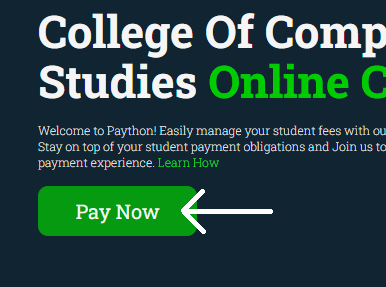 College Of Comp
Studies Online C
Welcome to Paython! Easily manage your student fees with ou
Stay on top of your student payment obligations and Join us to
payment experience. Learn How
Pay Now